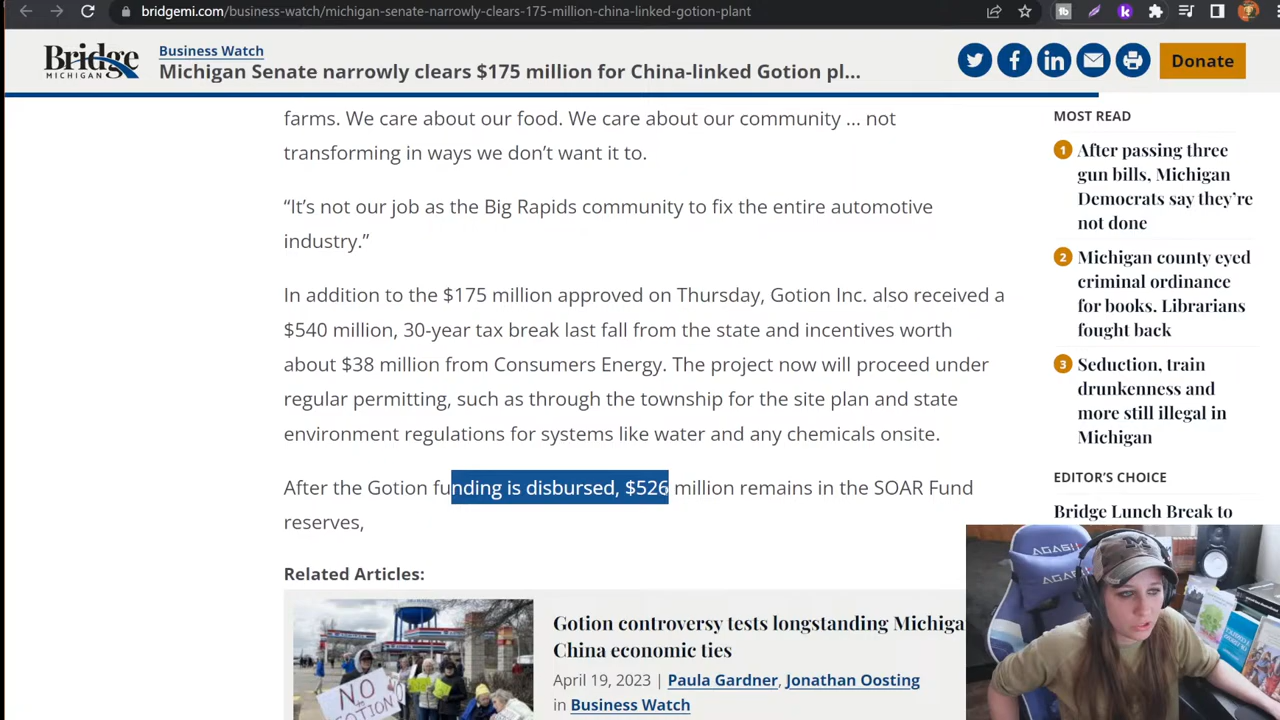 bridgemi.com/business-watch/michigan-senate-narrowly-clears-175-million-china-linked-gotion-plant
Bridge
MICHIGAN
Business Watch
Michigan Senate narrowly clears $175 million for China-linked Gotion pl...
Donate
farms. We care about our food. We care about our community ... not
transforming in ways we don’t want it to.
“It’s not our job as the Big Rapids community to fix the entire automotive
industry.”
In addition to the $175 million approved on Thursday, Gotion Inc. also received a
$540 million, 30-year tax break last fall from the state and incentives worth
about $38 million from Consumers Energy. The project now will proceed under
regular permitting, such as through the township for the site plan and state
environment regulations for systems like water and any chemicals onsite.
After the Gotion funding is disbursed, $526 million remains in the SOAR Fund
reserves,
Related Articles:
NO
GOTION!
Gotion controversy tests longstanding Michiga
China economic ties
April 19, 2023 | Paula Gardner, Jonathan Oosting
in Business Watch
MOST READ
1 After passing three
gun bills, Michigan
Democrats say they’re
not done
2 Michigan county eyed
criminal ordinance
for books. Librarians
fought back
3 Seduction, train
drunkenness and
more still illegal in
Michigan
EDITOR’S CHOICE
Bridge Lunch Break to
AGASI
AGASI
M